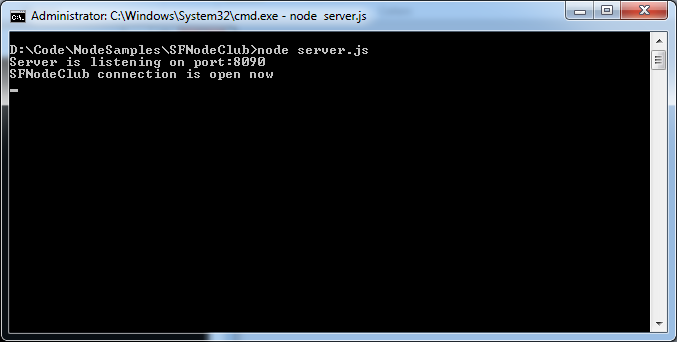 Administrator: C:\Windows\System32\cmd.exe - node  server.js
D:\Code\NodeSamples\SFNodeClub>node server.js
Server is listening on port:8090
SFNodeClub connection is open now